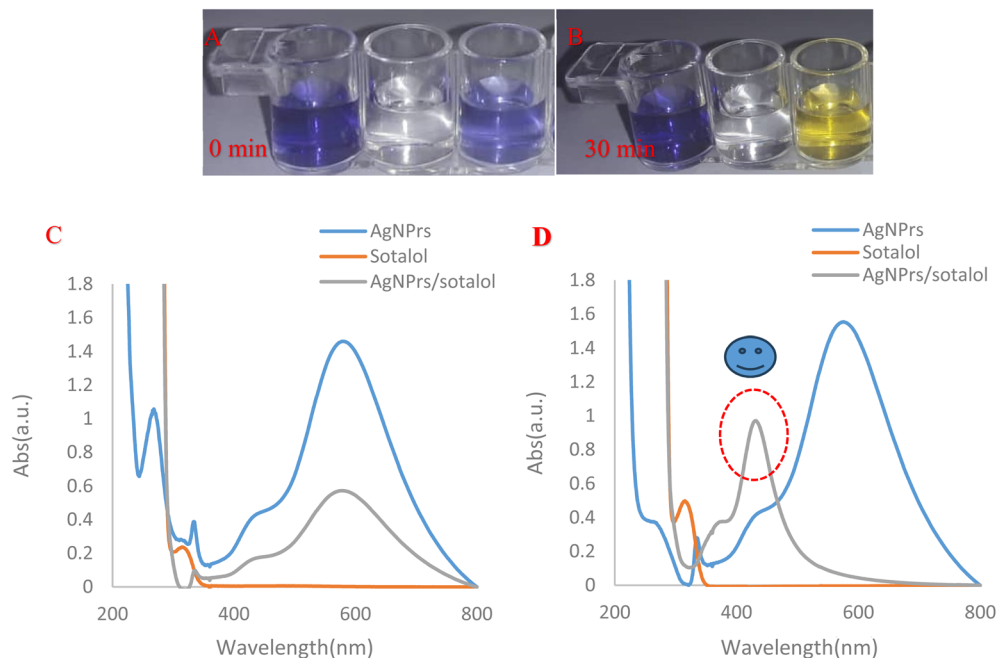 A
B
0 min
30 min
C
AgNPrs
Sotalol
AgNPrs/sotalol
1.8
1.6
1.4
1.2
1
0.8
0.6
0.4
0.2
0
200
400
600
800
Abs(a.u.)
Wavelength(nm)
D
AgNPrs
Sotalol
AgNPrs/sotalol
1.8
1.6
1.4
1.2
1
0.8
0.6
0.4
0.2
0
200
400
600
800
Abs(a.u.)
Wavelength(nm)